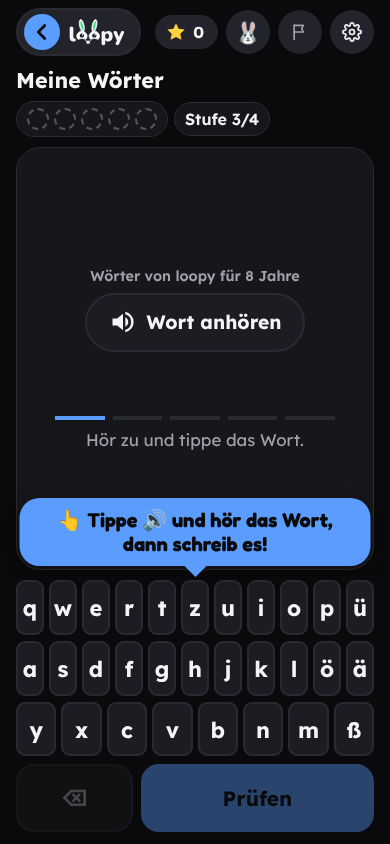 loopy
⭐ 0
Meine Wörter
Stufe 3/4
Wörter von loopy für 8 Jahre
Wort anhören
Hör zu und tippe das Wort.
👆 Tippe 🔊 und hör das Wort,
dann schreib es!
q w e r t z u i o p ü
a s d f g h j k l ö ä
y x c v b n m ß
Prüfen